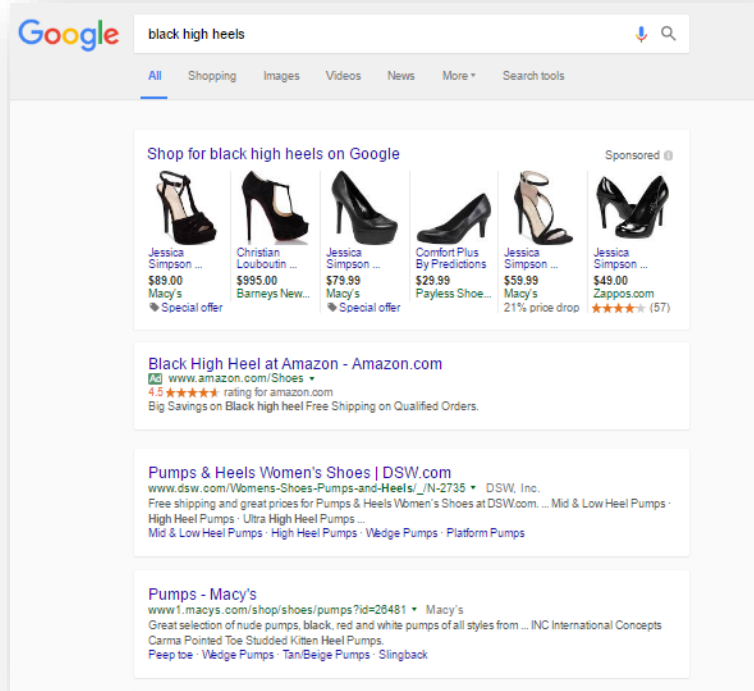 Google
black high heels
All Shopping Images Videos News More Search tools
Shop for black high heels on Google
Sponsored
Jessica Simpson ...
$89.00
Macy's
Special offer
Christian Louboutin ...
$995.00
Barneys New...
Jessica Simpson ...
$79.99
Macy's
Special offer
Comfort Plus By Predictions
$29.99
Payless Shoe...
Jessica Simpson ...
$59.99
Macy's
21% price drop
Jessica Simpson ...
$49.00
Zappos.com
(57)
Black High Heel at Amazon - Amazon.com
Ad www.amazon.com/Shoes
4.5 ★★★★★ rating for amazon.com
Big Savings on Black high heel Free Shipping on Qualified Orders.
Pumps & Heels Women's Shoes | DSW.com
www.dsw.com/Womens-Shoes-Pumps-and-Heels/_/N-2735 DSW, Inc.
Free shipping and great prices for Pumps & Heels Women's Shoes at DSW.com. ... Mid & Low Heel Pumps ·
High Heel Pumps · Ultra High Heel Pumps ...
Mid & Low Heel Pumps · High Heel Pumps · Wedge Pumps · Platform Pumps
Pumps - Macy's
www1.macys.com/shop/shoes/pumps?id=26481 Macy's
Great selection of nude pumps, black, red and white pumps of all styles from ... INC International Concepts
Carma Pointed Toe Studded Kitten Heel Pumps.
Peep toe · Wedge Pumps · Tan/Beige Pumps · Slingback